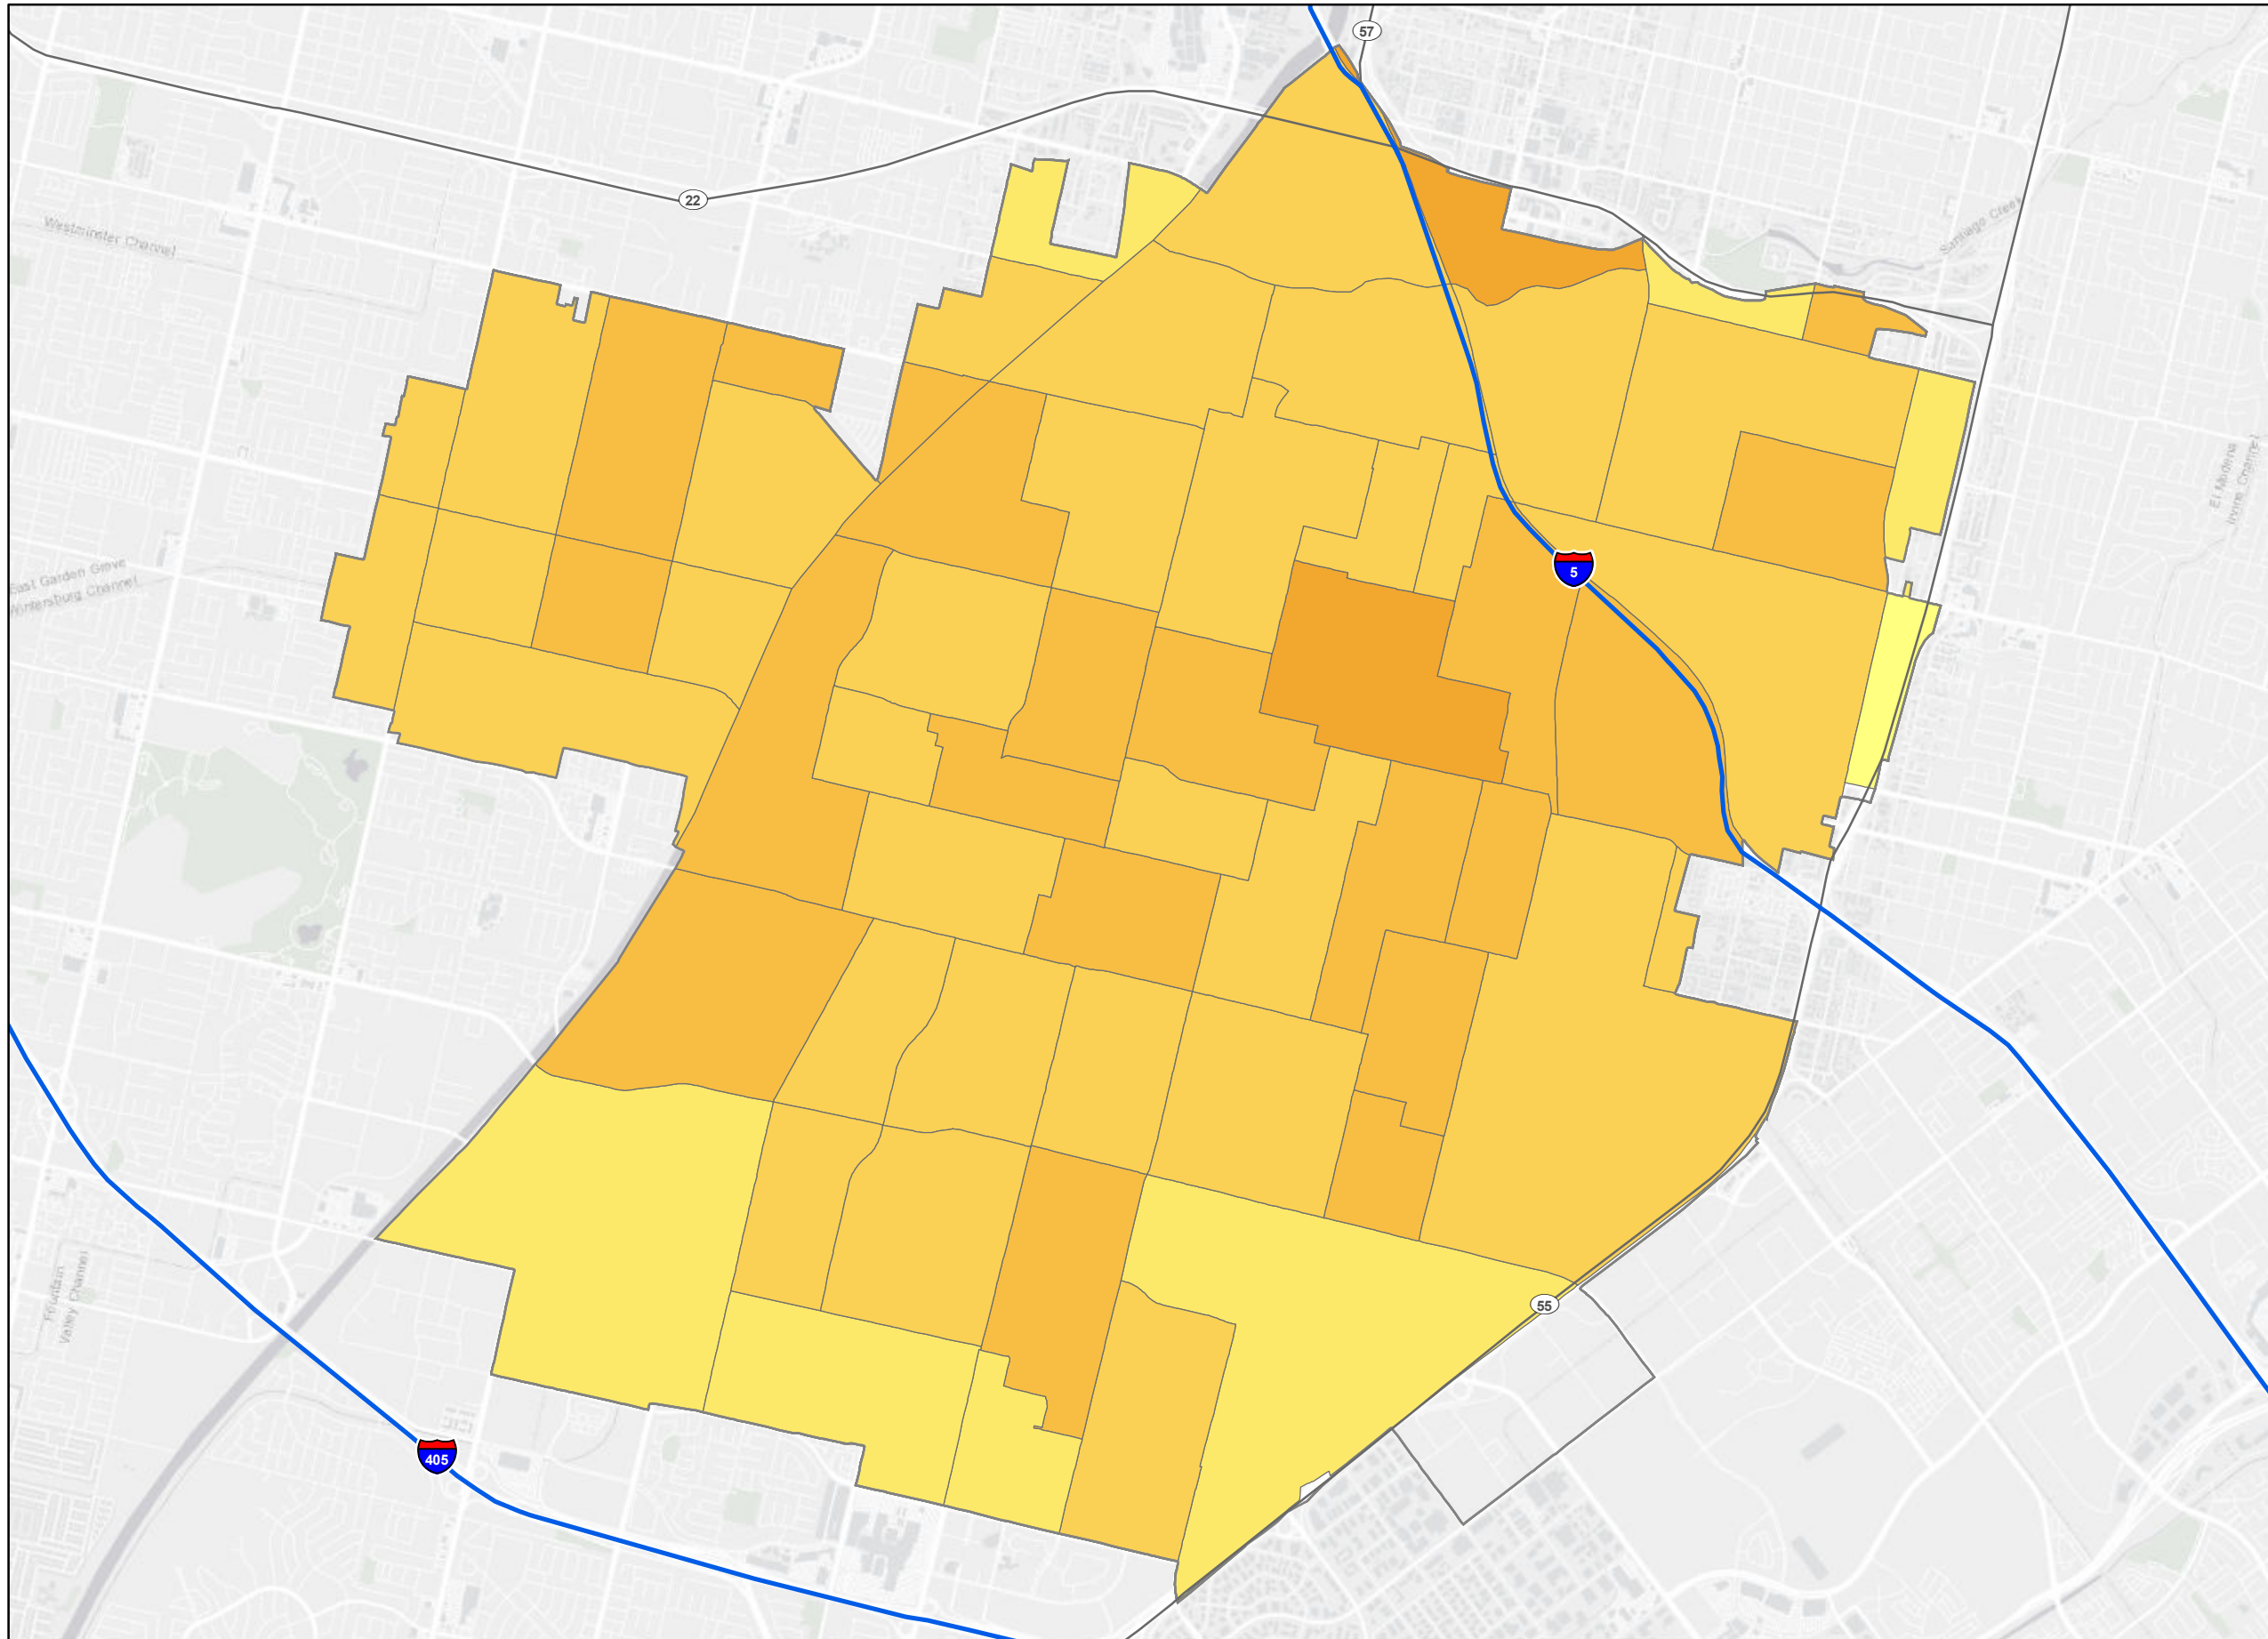 57
22
Westminster Channel
Santiago Creek
El Modena
Irvine Channel
East Garden Grove
Wintersburg Channel
5
Fountain
Valley Channel
55
405